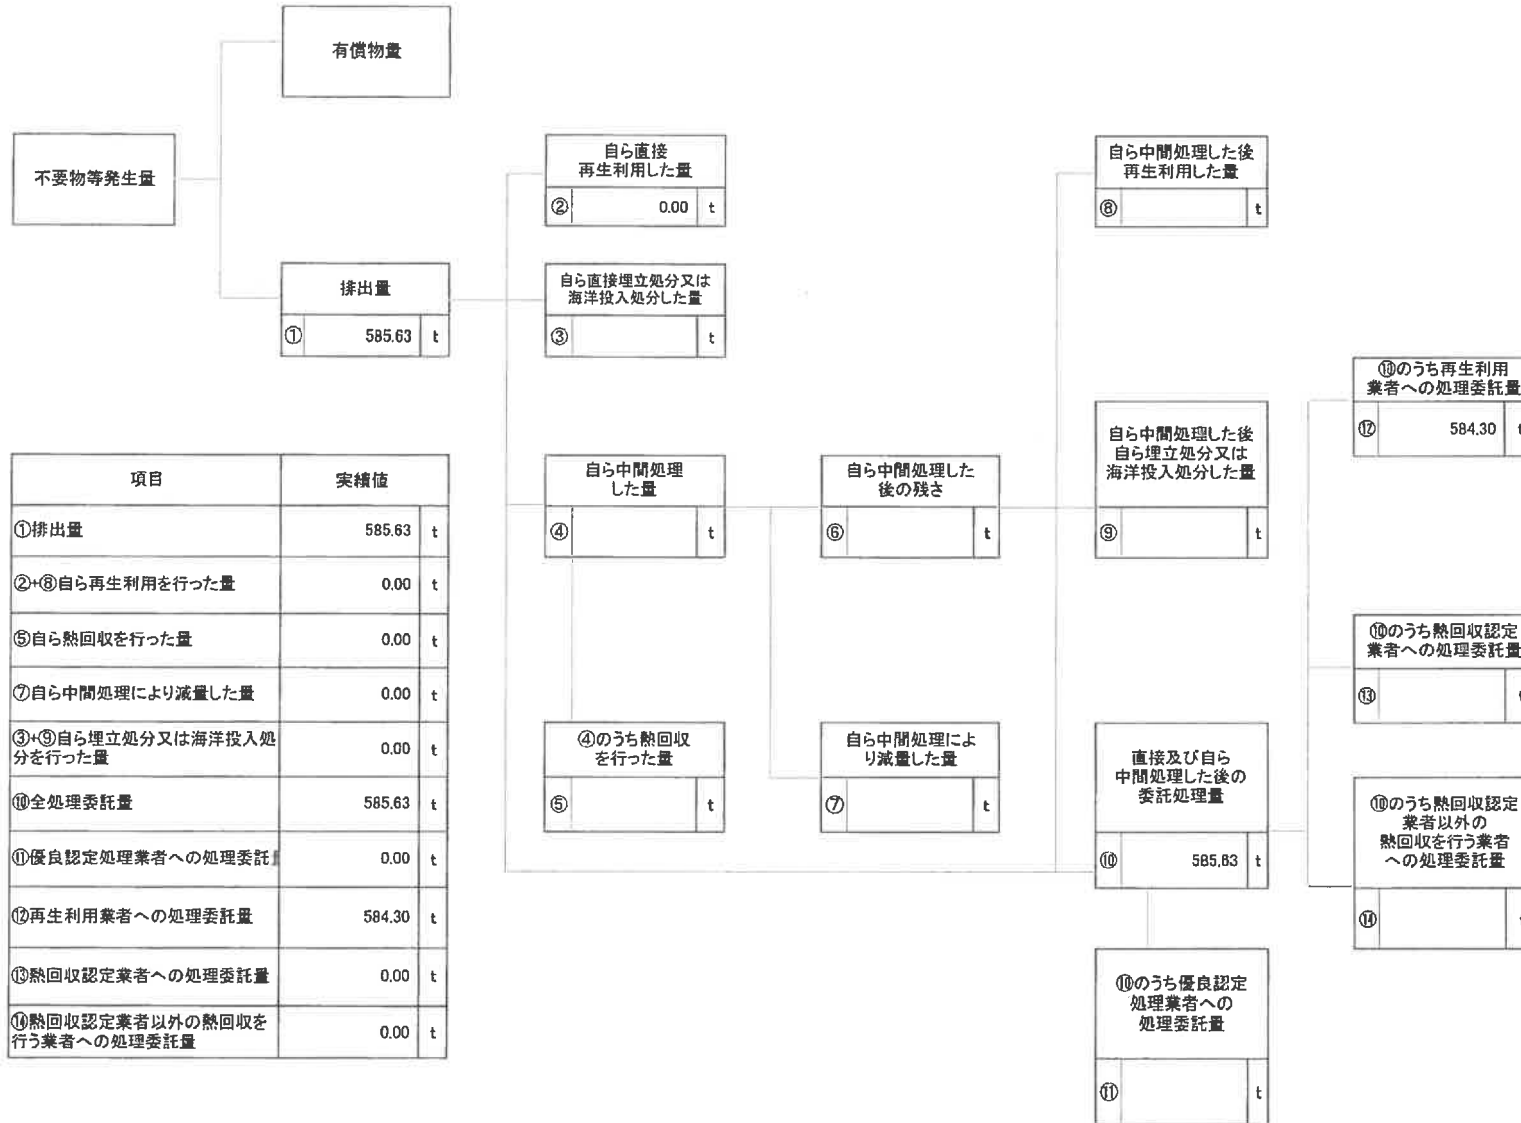 有償物量
不要物等発生量
排出量
① 585.63 t
自ら直接
再生利用した量
② 0.00 t
自ら直接埋立処分又は
海洋投入処分した量
③ t
自ら中間処理
した量
④ t
④のうち熱回収
を行った量
⑤ t
自ら中間処理した
後の残さ
⑥ t
自ら中間処理によ
り減量した量
⑦ t
自ら中間処理した後
再生利用した量
⑧ t
自ら中間処理した後
自ら埋立処分又は
海洋投入処分した量
⑨ t
直接及び自ら
中間処理した後の
委託処理量
⑩ 585.63 t
⑩のうち優良認定
処理業者への
処理委託量
⑪ t
⑩のうち再生利用
業者への処理委託量
⑫ 584.30 t
⑩のうち熱回収認定
業者への処理委託量
⑬
⑩のうち熱回収認定
業者以外の
熱回収を行う業者
への処理委託量
⑭
項目 実績値
①排出量 585.63 t
②+⑧自ら再生利用を行った量 0.00 t
⑤自ら熱回収を行った量 0.00 t
⑦自ら中間処理により減量した量 0.00 t
③+⑨自ら埋立処分又は海洋投入処
分を行った量 0.00 t
⑩全処理委託量 585.63 t
⑪優良認定処理業者への処理委託 0.00 t
⑫再生利用業者への処理委託量 584.30 t
⑬熱回収認定業者への処理委託量 0.00 t
⑭熱回収認定業者以外の熱回収を
行う業者への処理委託量 0.00 t